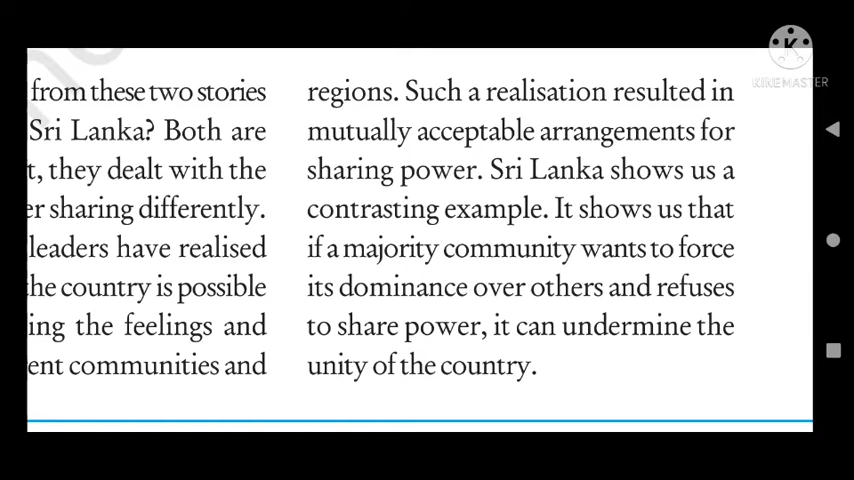 from these two stories
Sri Lanka? Both are
t, they dealt with the
er sharing differently.
leaders have realised
the country is possible
ing the feelings and
ent communities and
regions. Such a realisation resulted in
mutually acceptable arrangements for
sharing power. Sri Lanka shows us a
contrasting example. It shows us that
if a majority community wants to force
its dominance over others and refuses
to share power, it can undermine the
unity of the country.
KINEMASTER